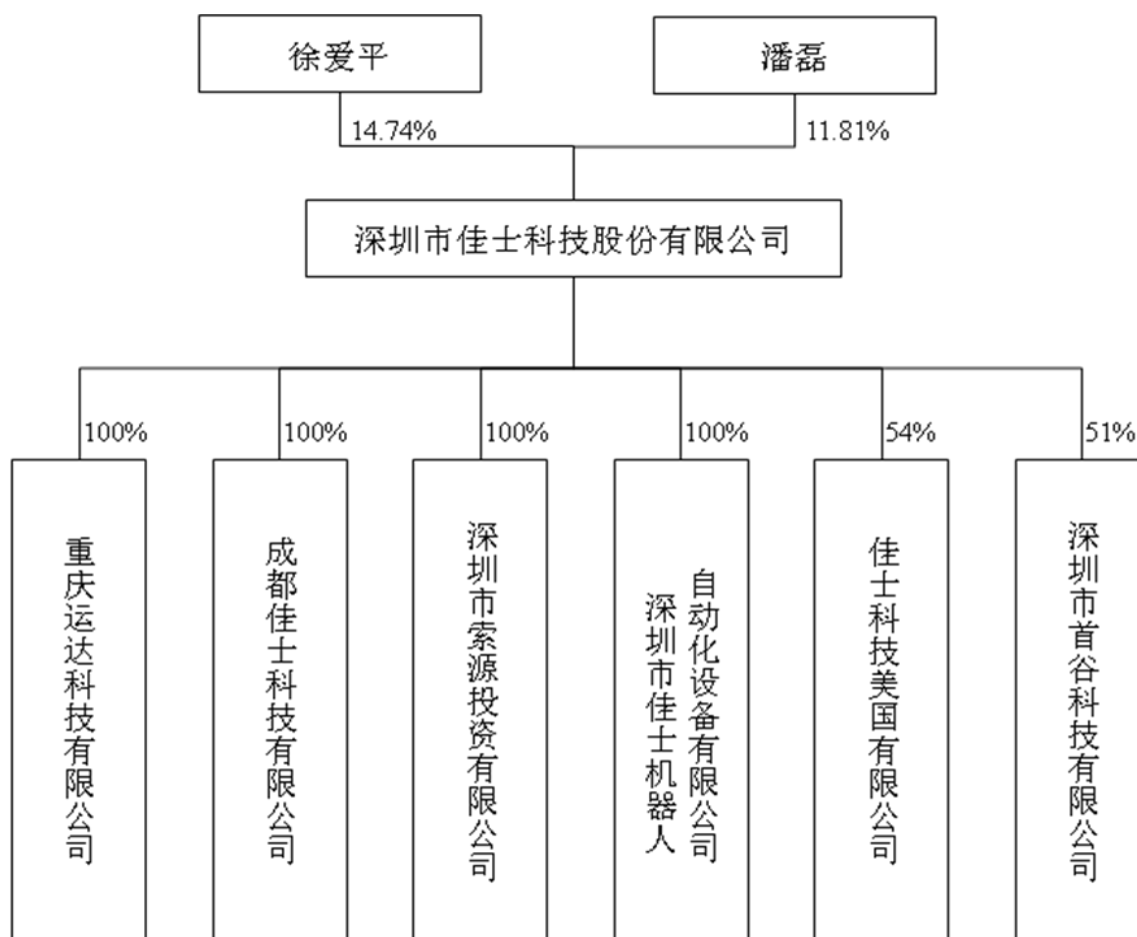 徐爱平
潘磊
14.74%
11.81%
深圳市佳士科技股份有限公司
100%
100%
100%
100%
54%
51%
重庆运达科技有限公司
成都佳士科技有限公司
深圳市索源投资有限公司
深圳市佳士机器人
自动化设备有限公司
佳士科技美国有限公司
深圳市首谷科技有限公司